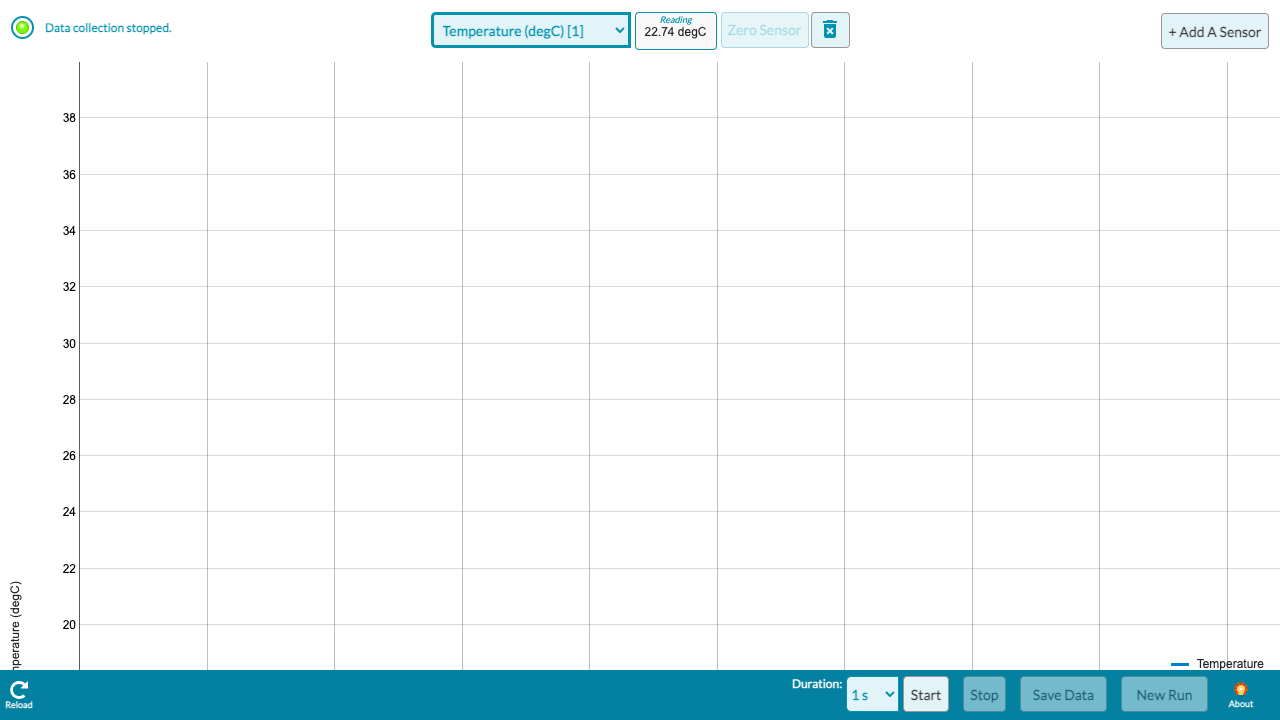 Data collection stopped.
Temperature (degC) [1]
Reading
22.74 degC
Zero Sensor
+ Add A Sensor
38
36
34
32
30
28
26
24
22
20
(degC)
Temperature
Reload
Duration:
1 s
Start
Stop
Save Data
New Run
About